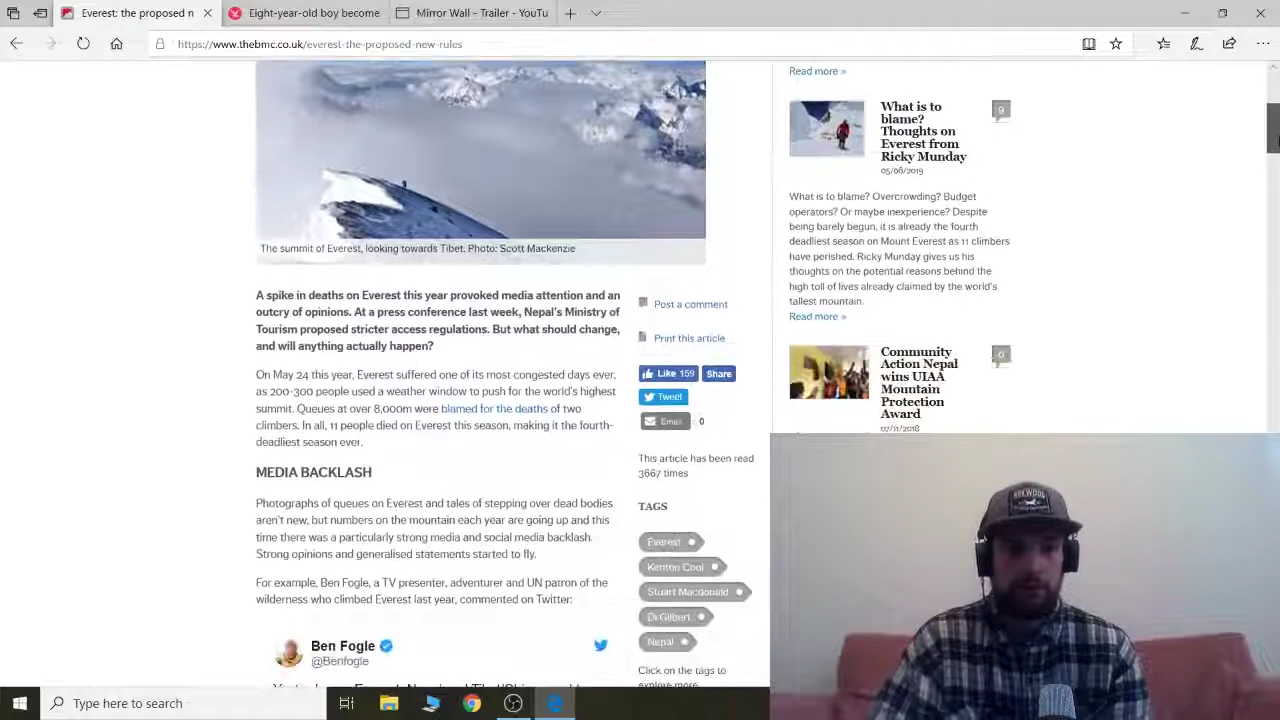 Everest: the proposed n
Eight-year-old boy become
Mirror Wall - Trailer - YouTu
https://www.thebmc.co.uk/everest-the-proposed-new-rules
Read more »
What is to
blame?
Thoughts on
Everest from
Ricky Munday
9
05/06/2019
What is to blame? Overcrowding? Budget
operators? Or maybe inexperience? Despite
being barely begun, it is already the fourth
deadliest season on Mount Everest as 11 climbers
have perished. Ricky Munday gives us his
thoughts on the potential reasons behind the
high toll of lives already claimed by the world's
tallest mountain.
Read more »
Community
Action Nepal
wins UIAA
Mountain
Protection
Award
0
07/11/2018
The summit of Everest, looking towards Tibet. Photo: Scott Mackenzie
A spike in deaths on Everest this year provoked media attention and an
outcry of opinions. At a press conference last week, Nepal's Ministry of
Tourism proposed stricter access regulations. But what should change,
and will anything actually happen?
On May 24 this year, Everest suffered one of its most congested days ever,
as 200-300 people used a weather window to push for the world's highest
summit. Queues at over 8,000m were blamed for the deaths of two
climbers. In all, 11 people died on Everest this season, making it the fourth-
deadliest season ever.
MEDIA BACKLASH
Photographs of queues on Everest and tales of stepping over dead bodies
aren't new, but numbers on the mountain each year are going up and this
time there was a particularly strong media and social media backlash.
Strong opinions and generalised statements started to fly.
For example, Ben Fogle, a TV presenter, adventurer and UN patron of the
wilderness who climbed Everest last year, commented on Twitter:
Ben Fogle
@Benfogle
Post a comment
Print this article
Like 159 Share
Tweet
Email 0
This article has been read
3667 times
TAGS
Everest
Kenton Cool
Stuart Macdonald
Di Gilbert
Nepal
Click on the tags to
explore more
Type here to search